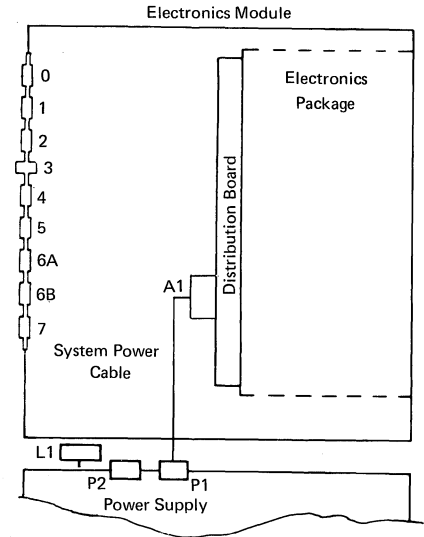 Electronics Module
0
1
2
3
4
5
6A
6B
7
Electronics
Package
Distribution Board
A1
System Power
Cable
L1
P2
P1
Power Supply